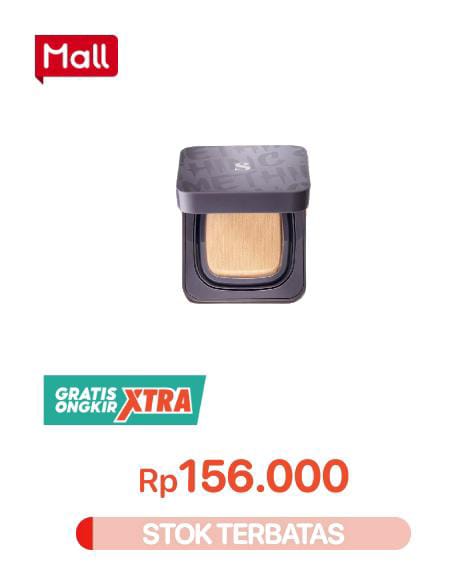 Mall
S
GRATIS
ONGKIR XTRA
Rp156.000
STOK TERBATAS